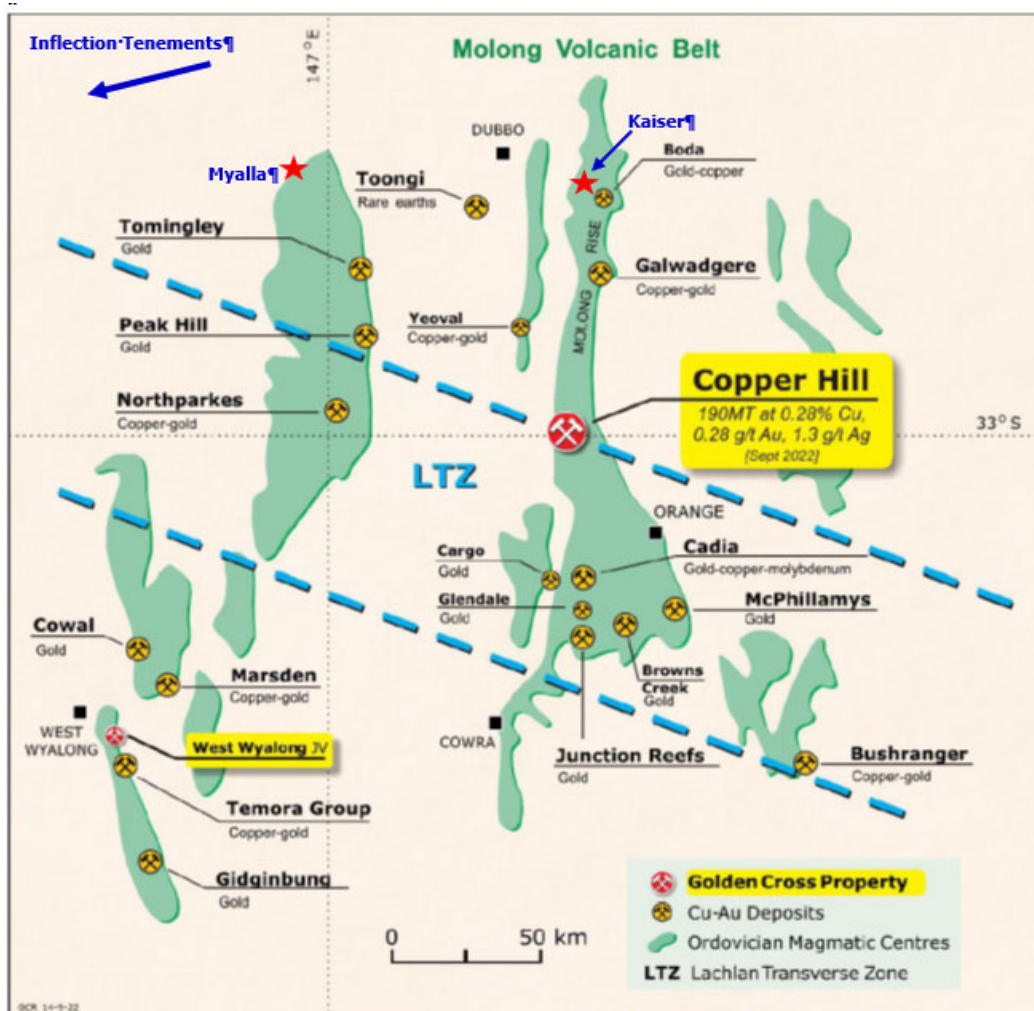 Inflection·Tenements¶
147°E
Molong Volcanic Belt
DUBBO
Kaiser¶
Boda
Gold-copper
Myalla¶
Toongi
Rare earths
Tomingley
Gold
MOLONG RISE
Galwadgere
Copper-gold
Peak Hill
Gold
Yeoval
Copper-gold
Copper Hill
190MT at 0.28% Cu,
0.28 g/t Au, 1.3 g/t Ag
[Sept 2022]
Northparkes
Copper-gold
33°S
LTZ
ORANGE
Cargo
Gold
Cadia
Gold-copper-molybdenum
Glendale
Gold
McPhillamys
Gold
Cowal
Gold
Marsden
Copper-gold
Browns
Creek
Gold
WEST
WYALONG
West Wyalong JV
COWRA
Junction Reefs
Gold
Bushranger
Copper-gold
Temora Group
Copper-gold
Gidginbung
Gold
Golden Cross Property
Cu-Au Deposits
Ordovician Magmatic Centres
LTZ Lachlan Transverse Zone
0 50 km
GCR 14-9-22